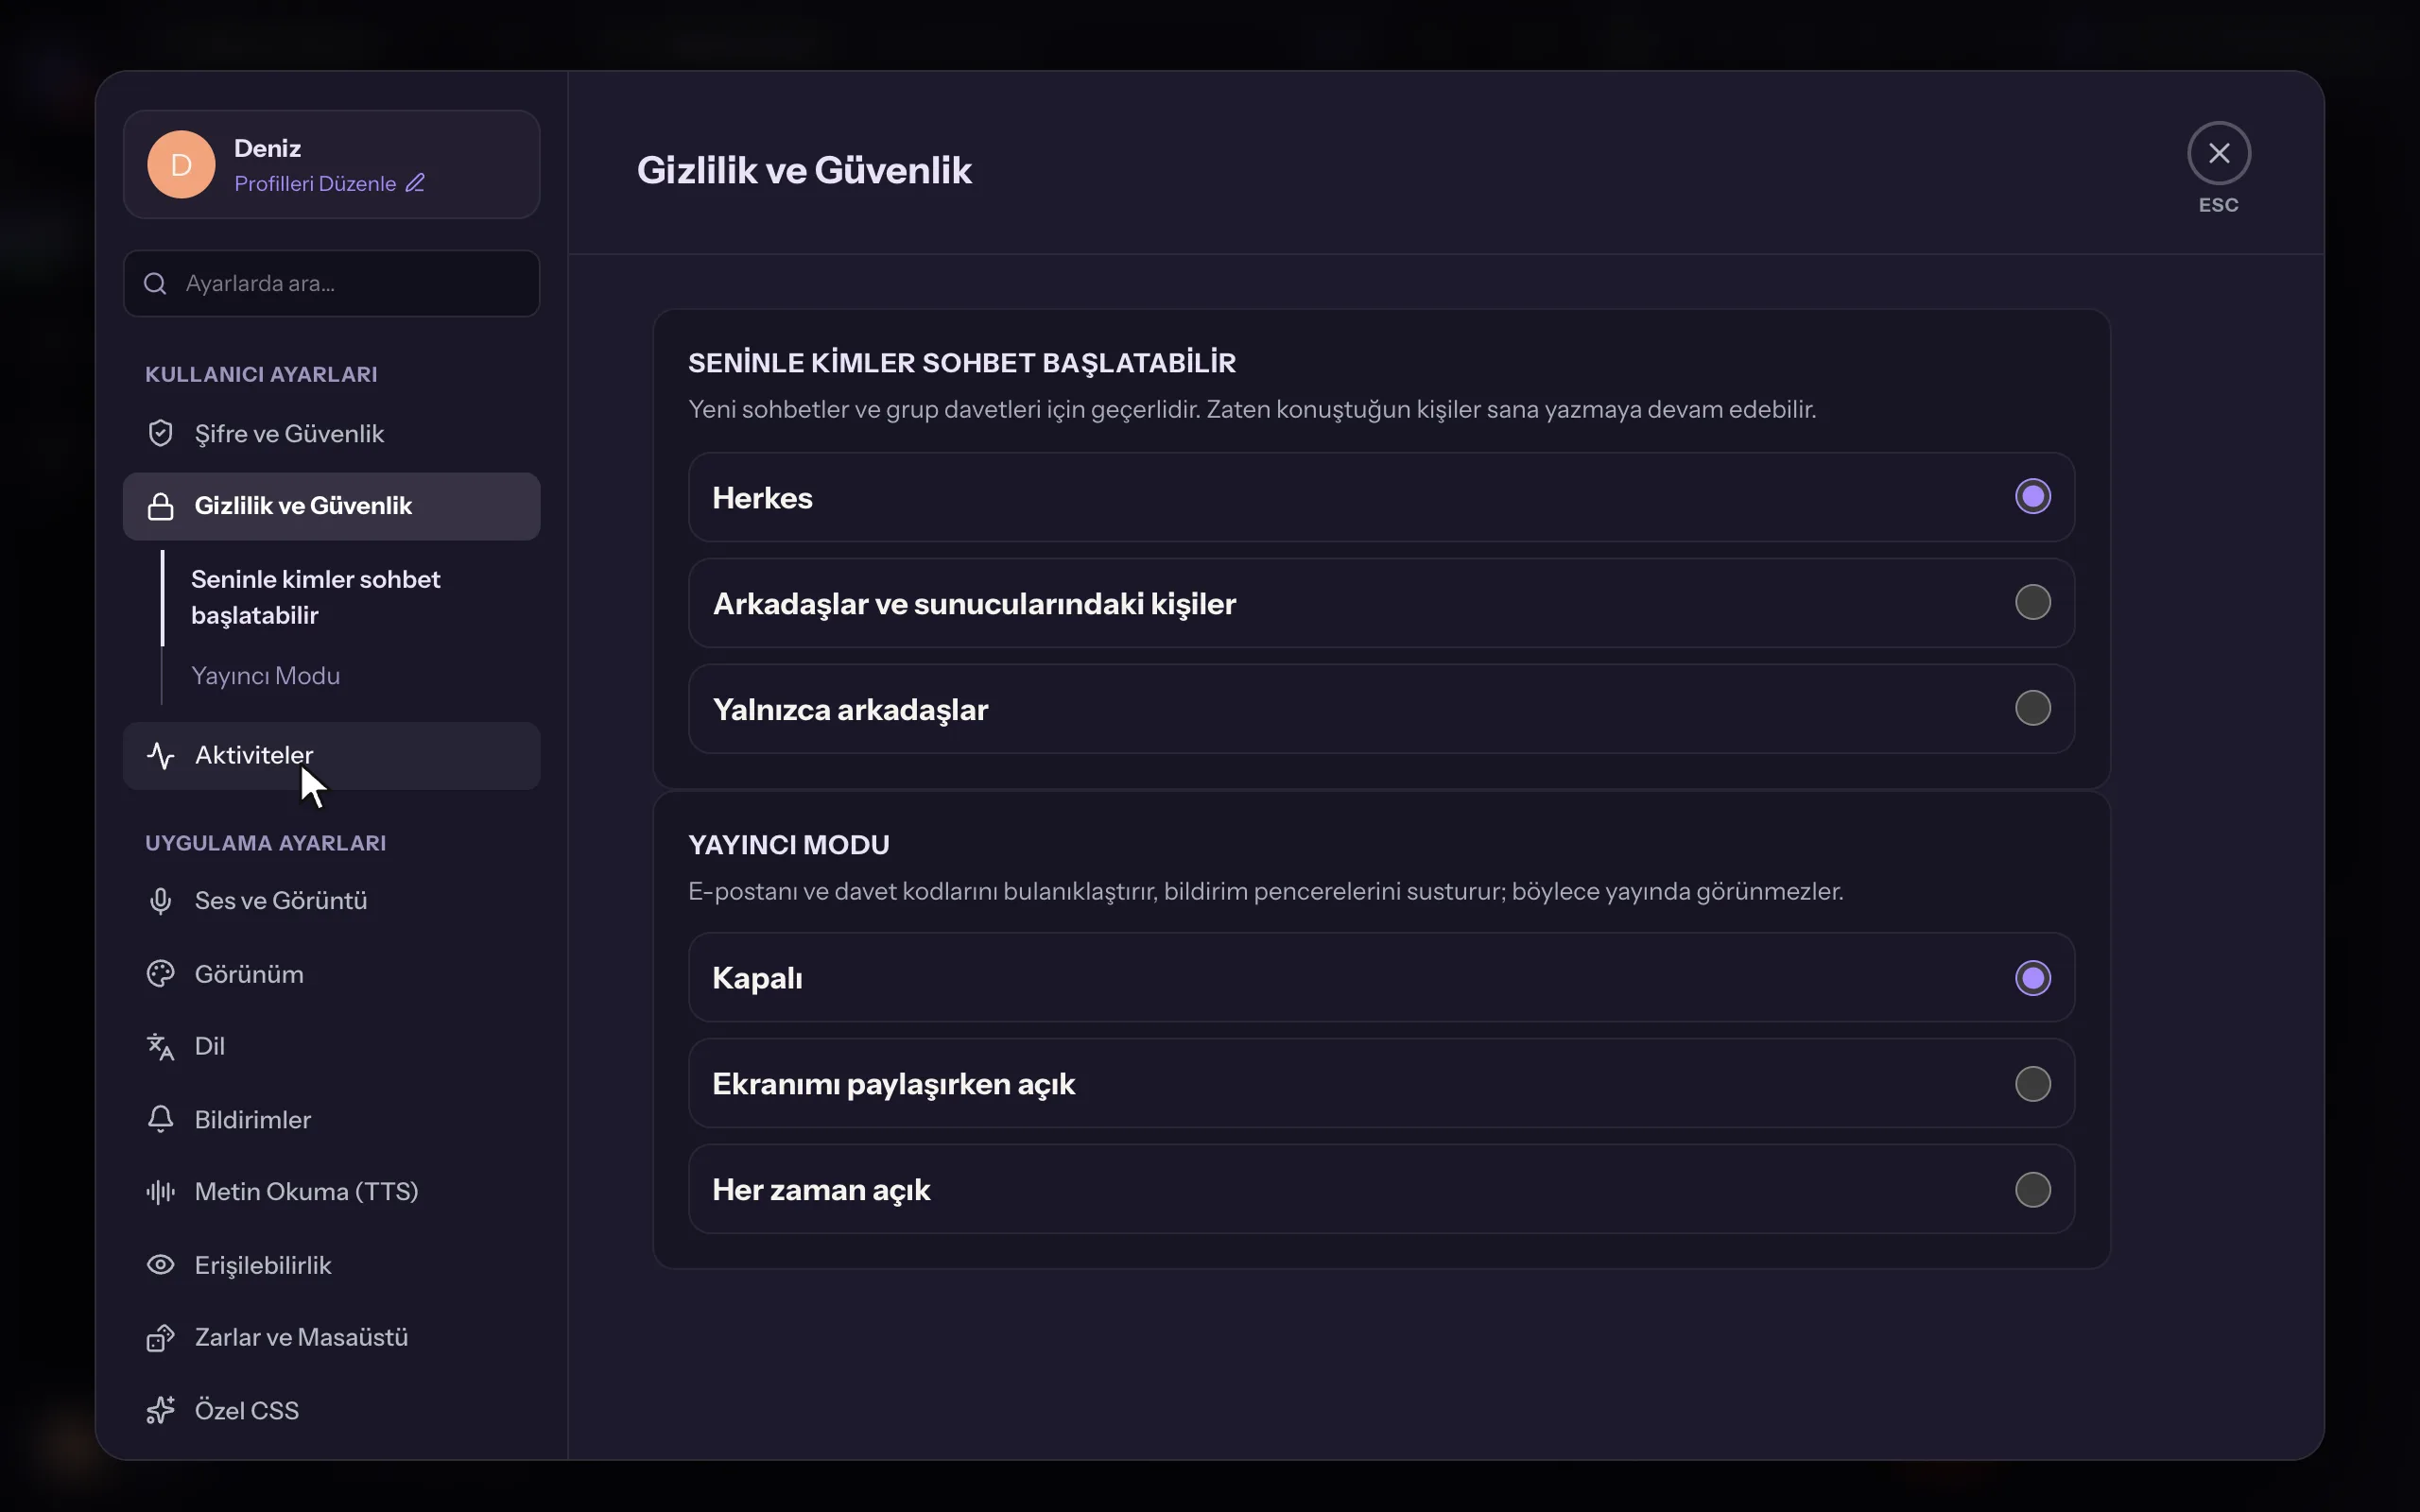 D
Deniz
Profilleri Düzenle
Ayarlarda ara...
KULLANICI AYARLARI
Şifre ve Güvenlik
Gizlilik ve Güvenlik
Seninle kimler sohbet
başlatabilir
Yayıncı Modu
Aktiviteler
UYGULAMA AYARLARI
Ses ve Görüntü
Görünüm
Dil
Bildirimler
Metin Okuma (TTS)
Erişilebilirlik
Zarlar ve Masaüstü
Özel CSS
Gizlilik ve Güvenlik
ESC
SENİNLE KİMLER SOHBET BAŞLATABİLİR
Yeni sohbetler ve grup davetleri için geçerlidir. Zaten konuştuğun kişiler sana yazmaya devam edebilir.
Herkes
Arkadaşlar ve sunucularındaki kişiler
Yalnızca arkadaşlar
YAYINCI MODU
E-postanı ve davet kodlarını bulanıklaştırır, bildirim pencerelerini susturur; böylece yayında görünmezler.
Kapalı
Ekranımı paylaşırken açık
Her zaman açık